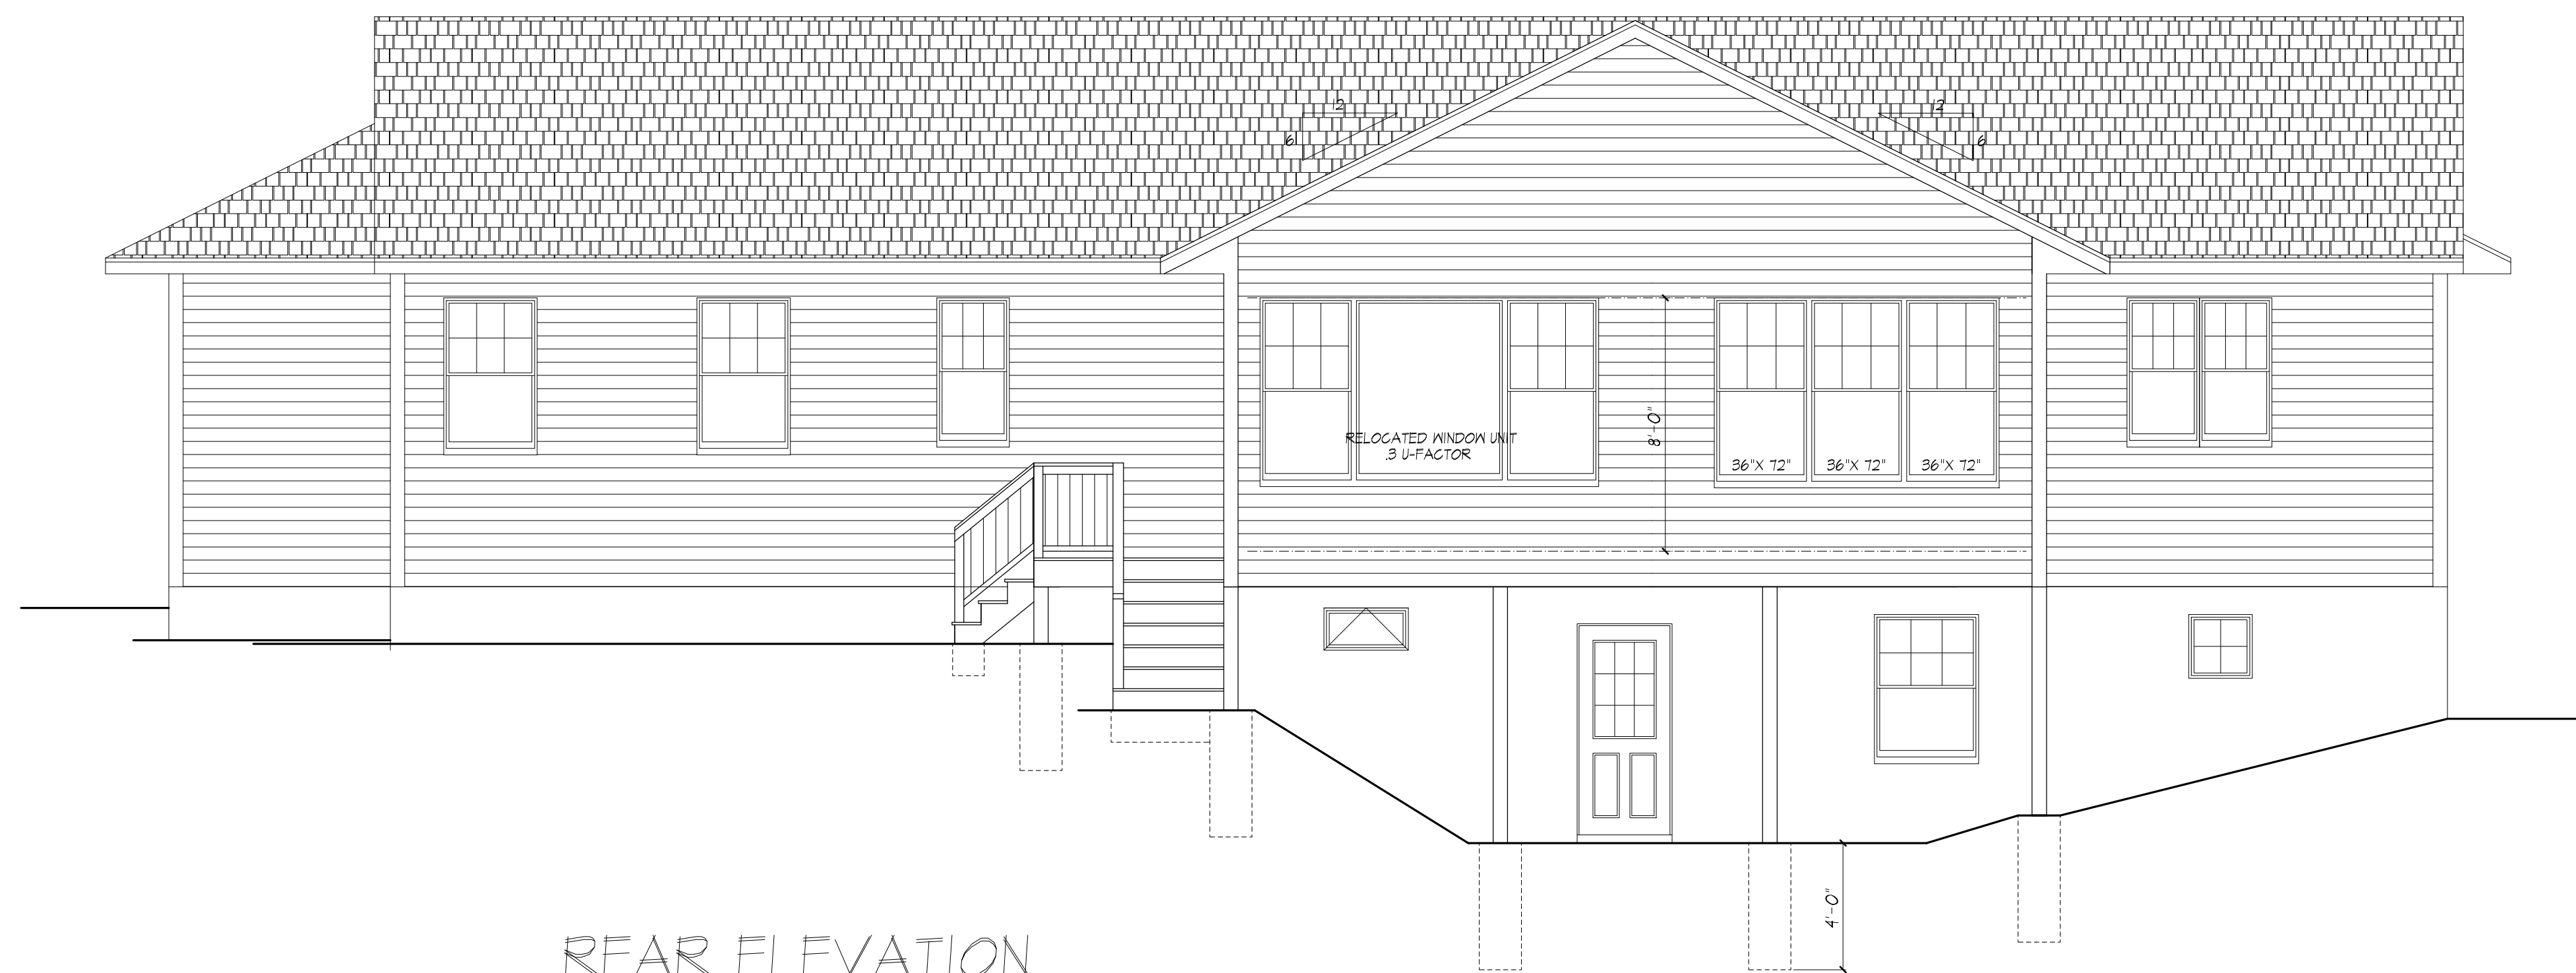 12
12
6
6
8'-0"
RELOCATED WINDOW UNIT
.3 U-FACTOR
36"X 72"
36"X 72"
36"X 72"
4'-0"
REAR ELEVATION